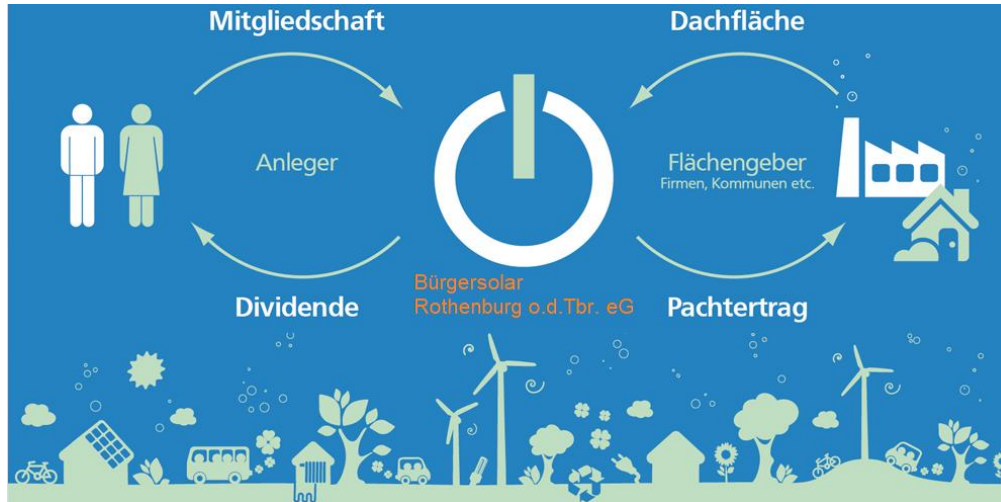 Mitgliedschaft
Dachfläche
Anleger
Flächengeber
Firmen, Kommunen etc.
Bürgersolar
Rothenburg o.d.Tbr. eG
Dividende
Pachtertrag